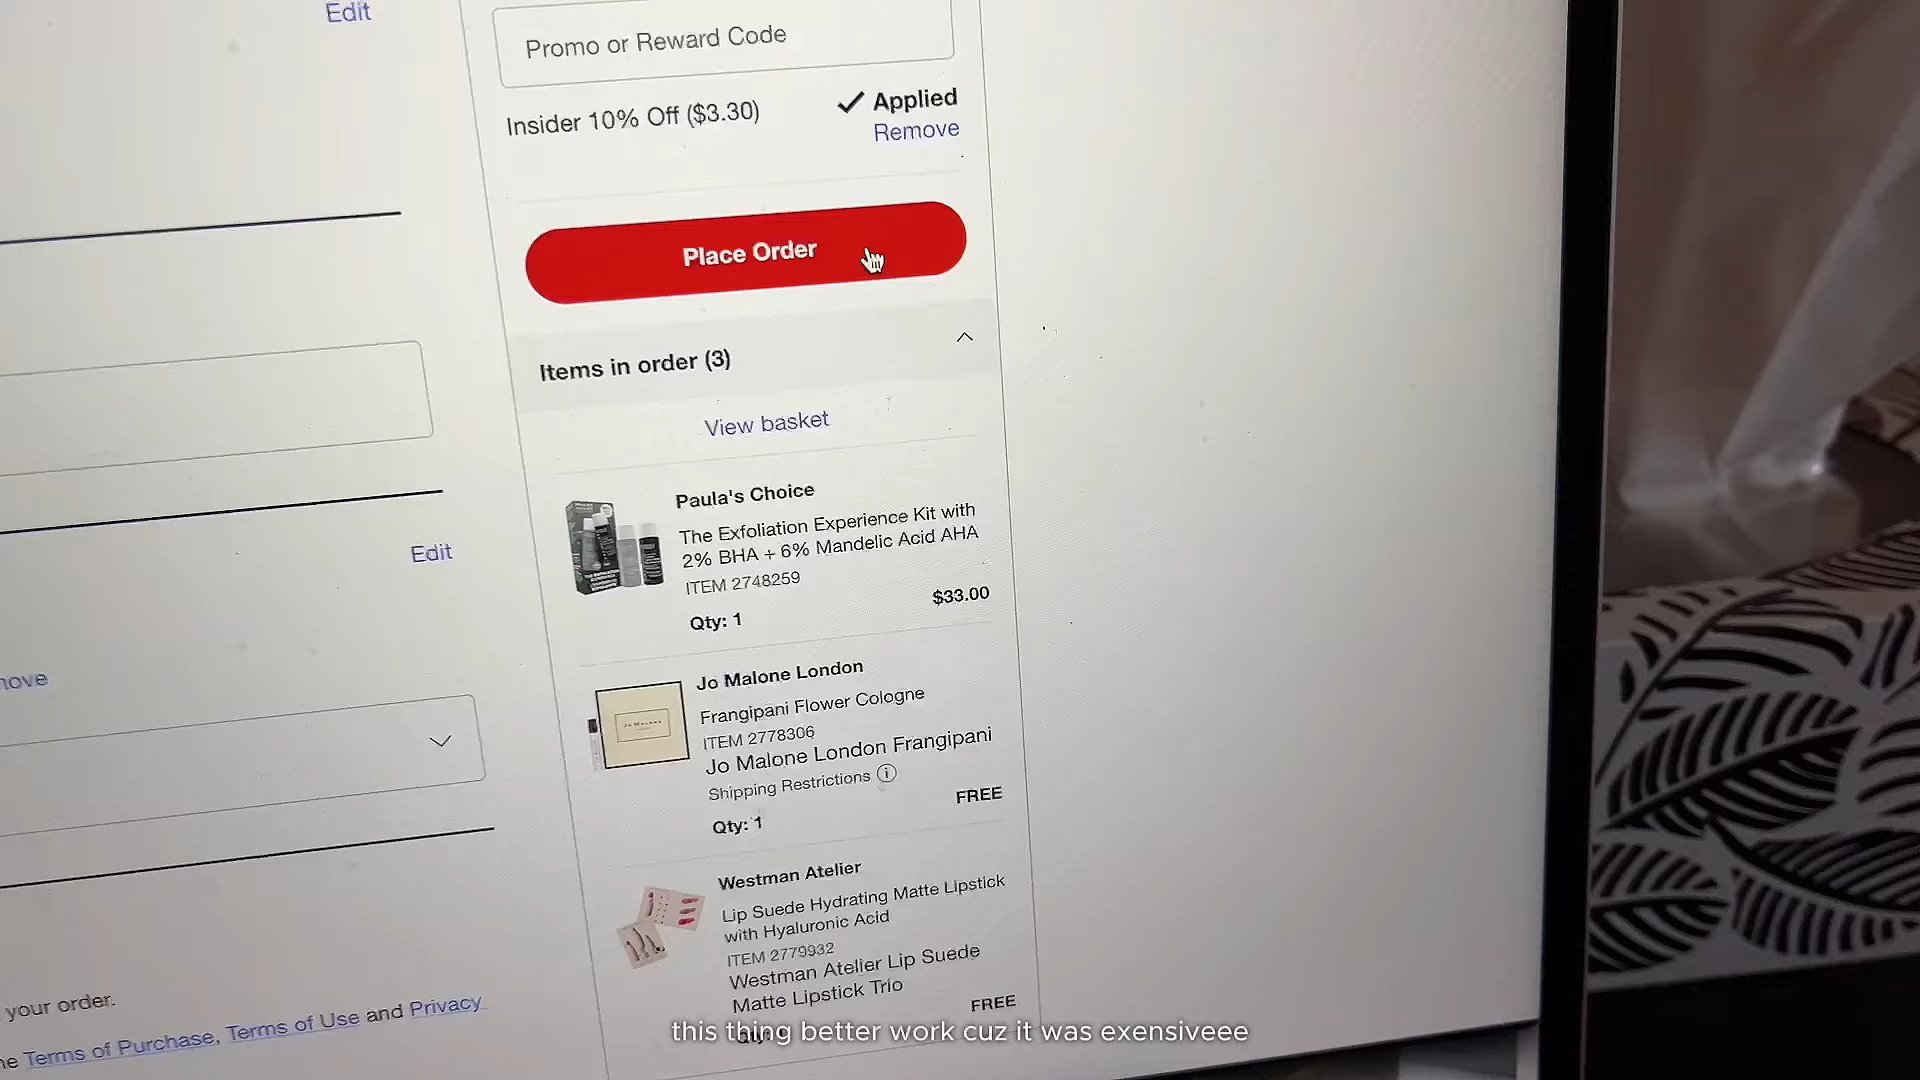 Edit
Promo or Reward Code
Insider 10% Off ($3.30)
Applied
Remove
Place Order
Items in order (3)
View basket
Paula's Choice
The Exfoliation Experience Kit with
2% BHA + 6% Mandelic Acid AHA
ITEM 2748259
$33.00
Qty: 1
Jo Malone London
Frangipani Flower Cologne
ITEM 2778306
Jo Malone London Frangipani
Shipping Restrictions
FREE
Qty: 1
Westman Atelier
Lip Suede Hydrating Matte Lipstick
with Hyaluronic Acid
ITEM 2779932
Westman Atelier Lip Suede
Matte Lipstick Trio
FREE
Edit
your order.
Terms of Purchase, Terms of Use and Privacy
this thing better work cuz it was exensiveee